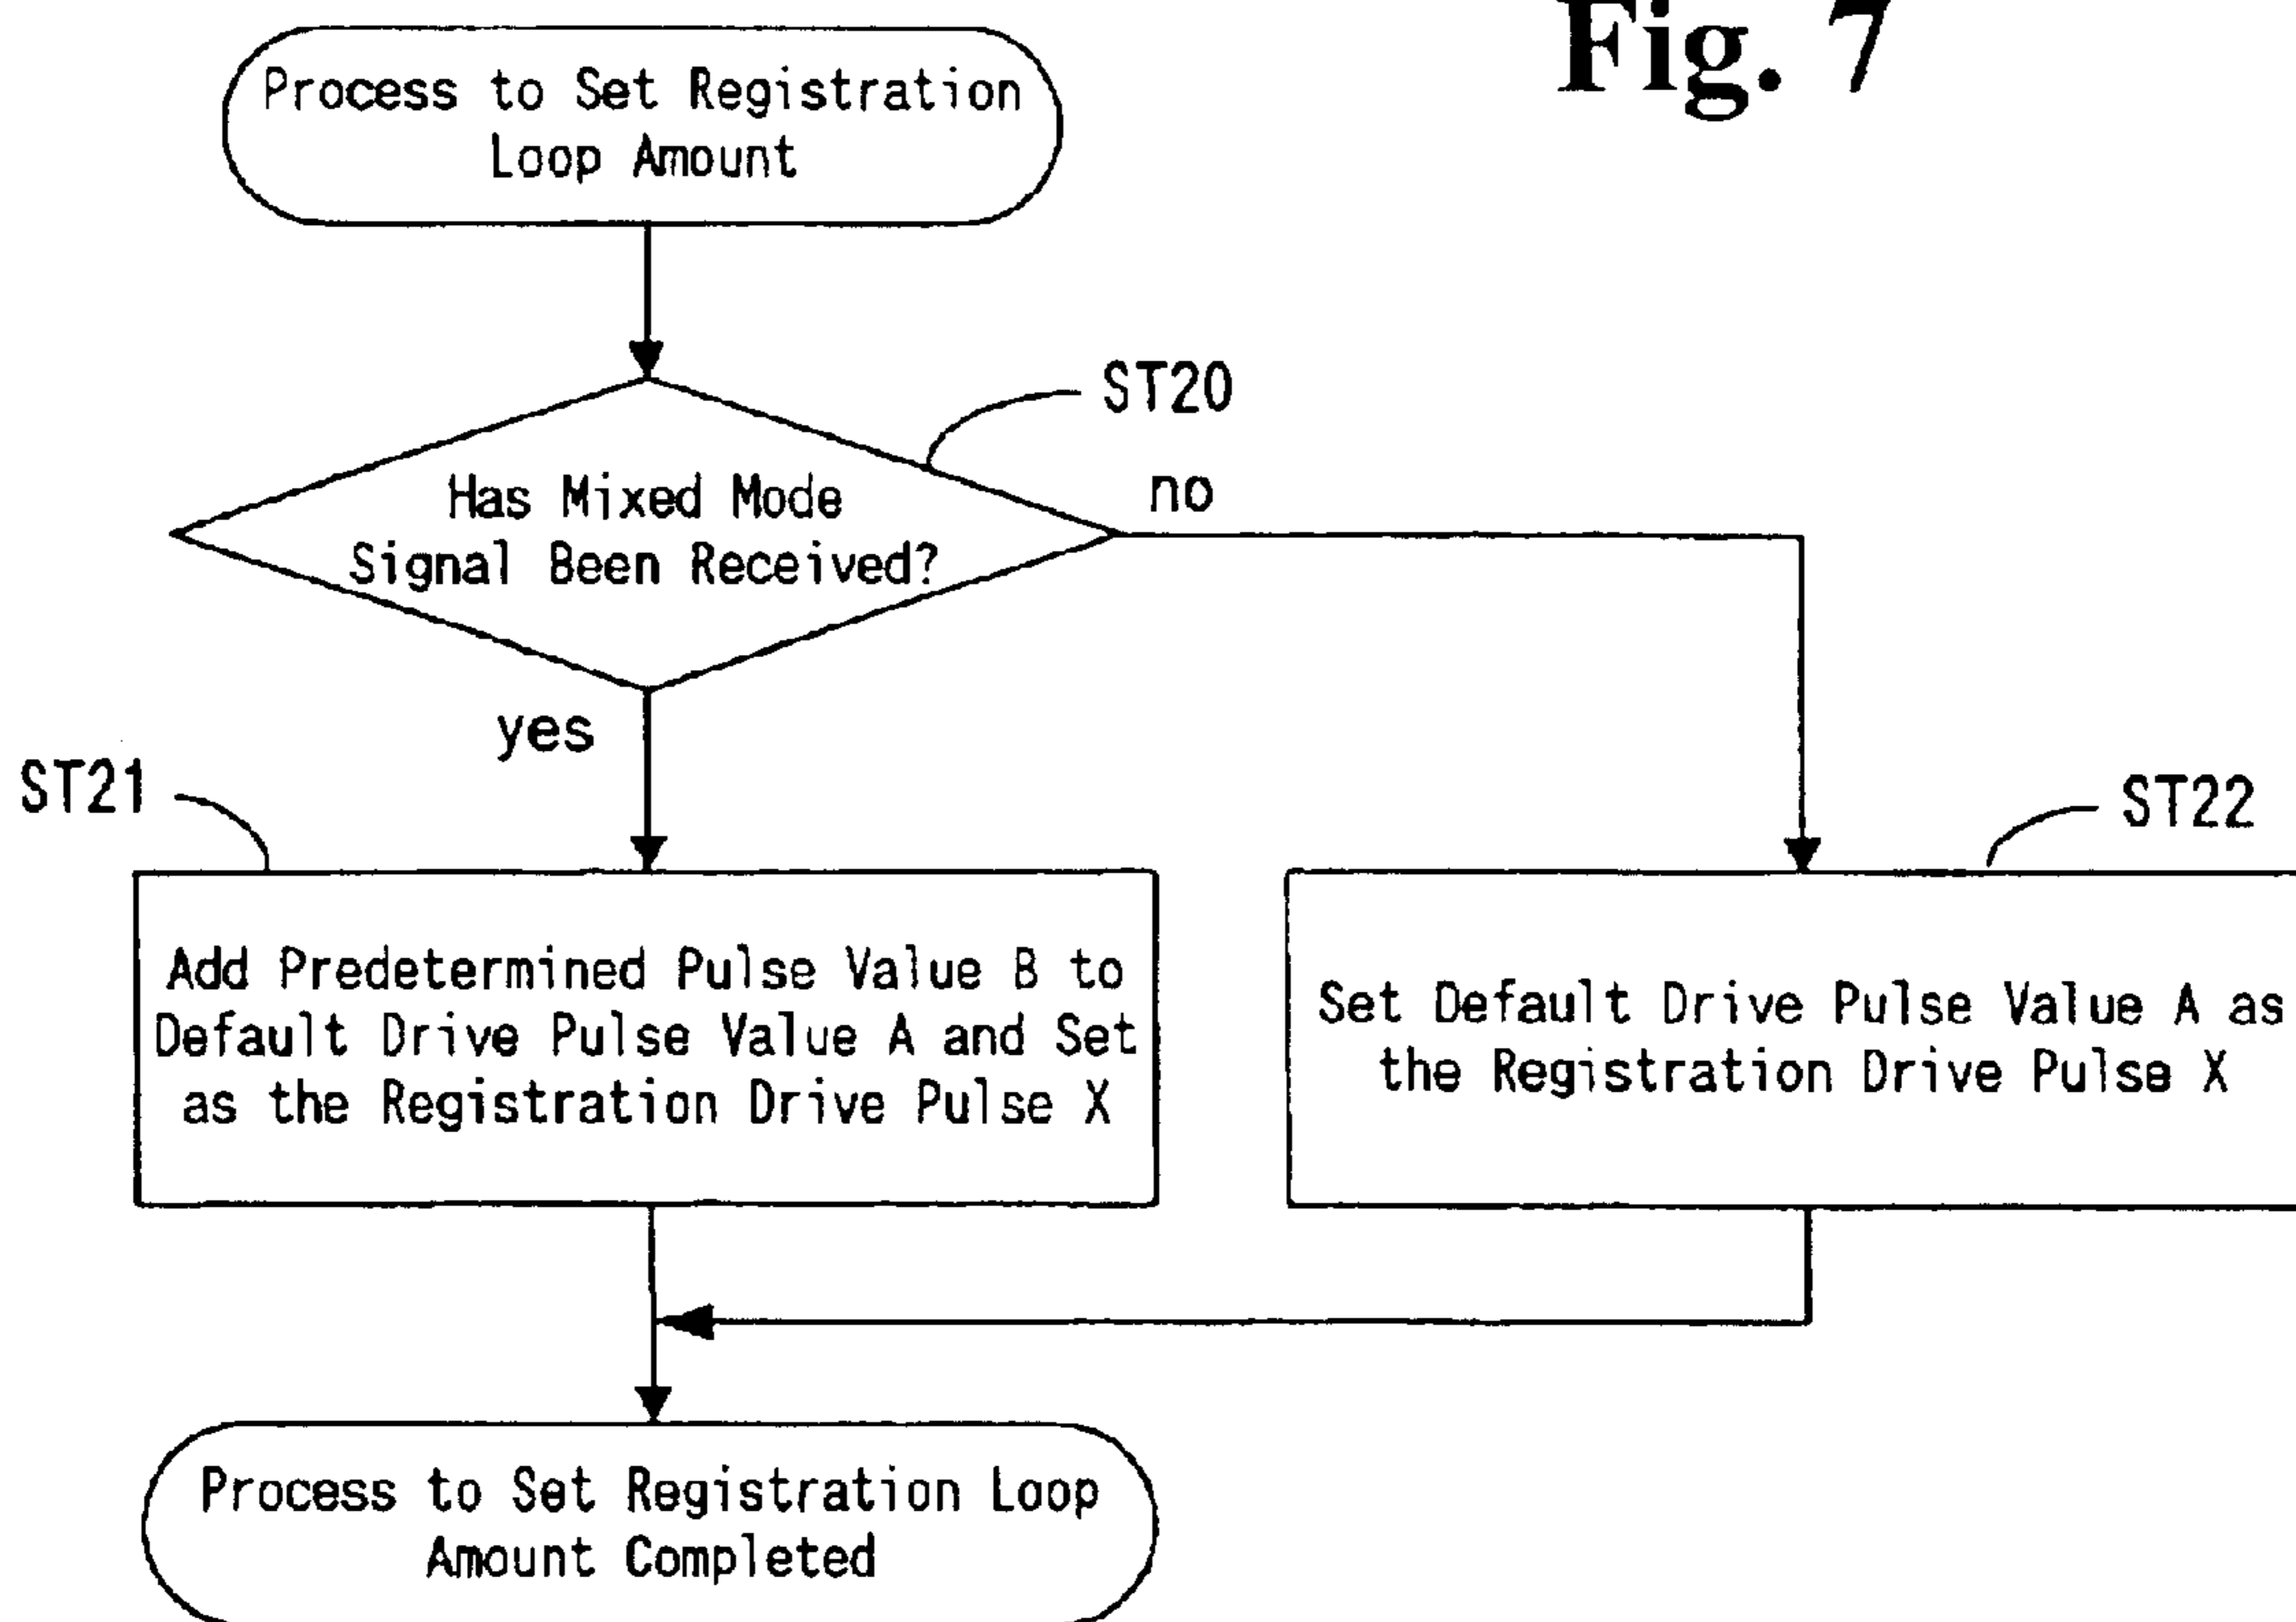 Fig. 7
Process to Set Registration
Loop Amount
ST20
Has Mixed Mode
Signal Been Received?
no
yes
ST21
ST22
Add Predetermined Pulse Value B to
Default Drive Pulse Value A and Set
as the Registration Drive Pulse X
Set Default Drive Pulse Value A as
the Registration Drive Pulse X
Process to Set Registration Loop
Amount Completed